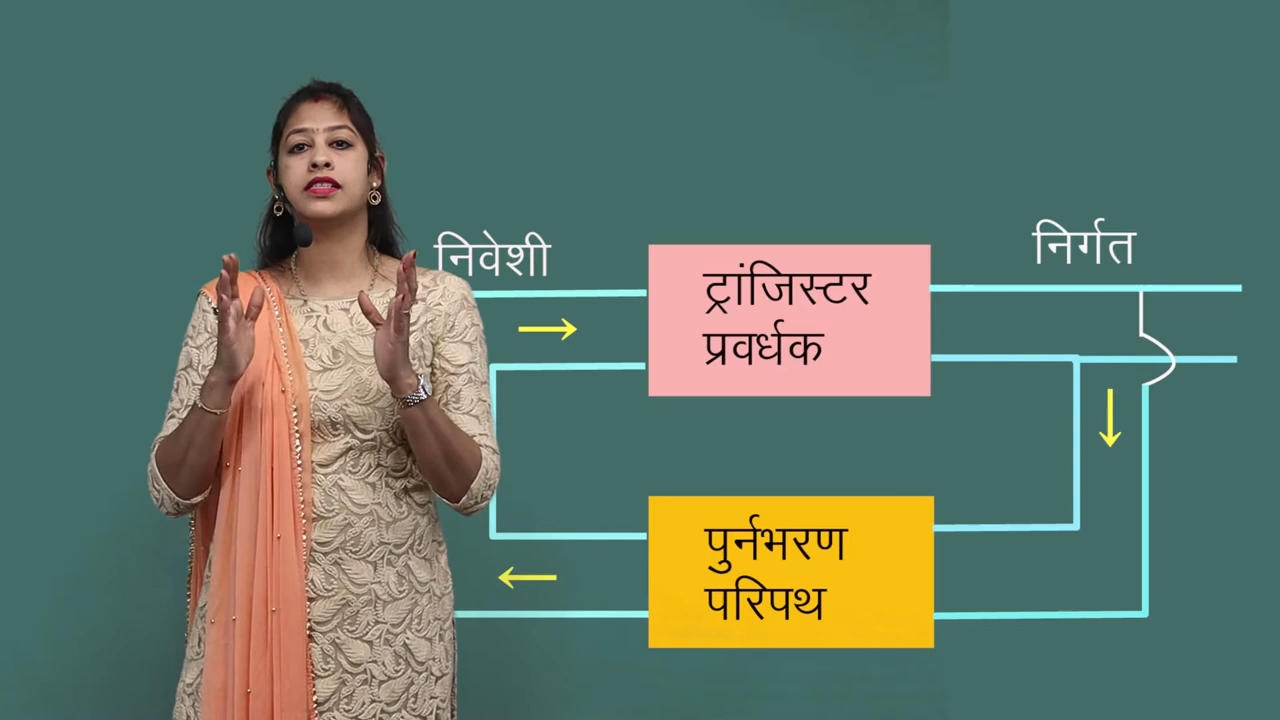 निवेशी
निर्गत
ट्रांजिस्टर
प्रवर्धक
पुर्नभरण
परिपथ